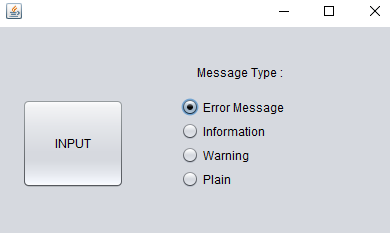 Message Type :
Error Message
INPUT
Information
Warning
Plain